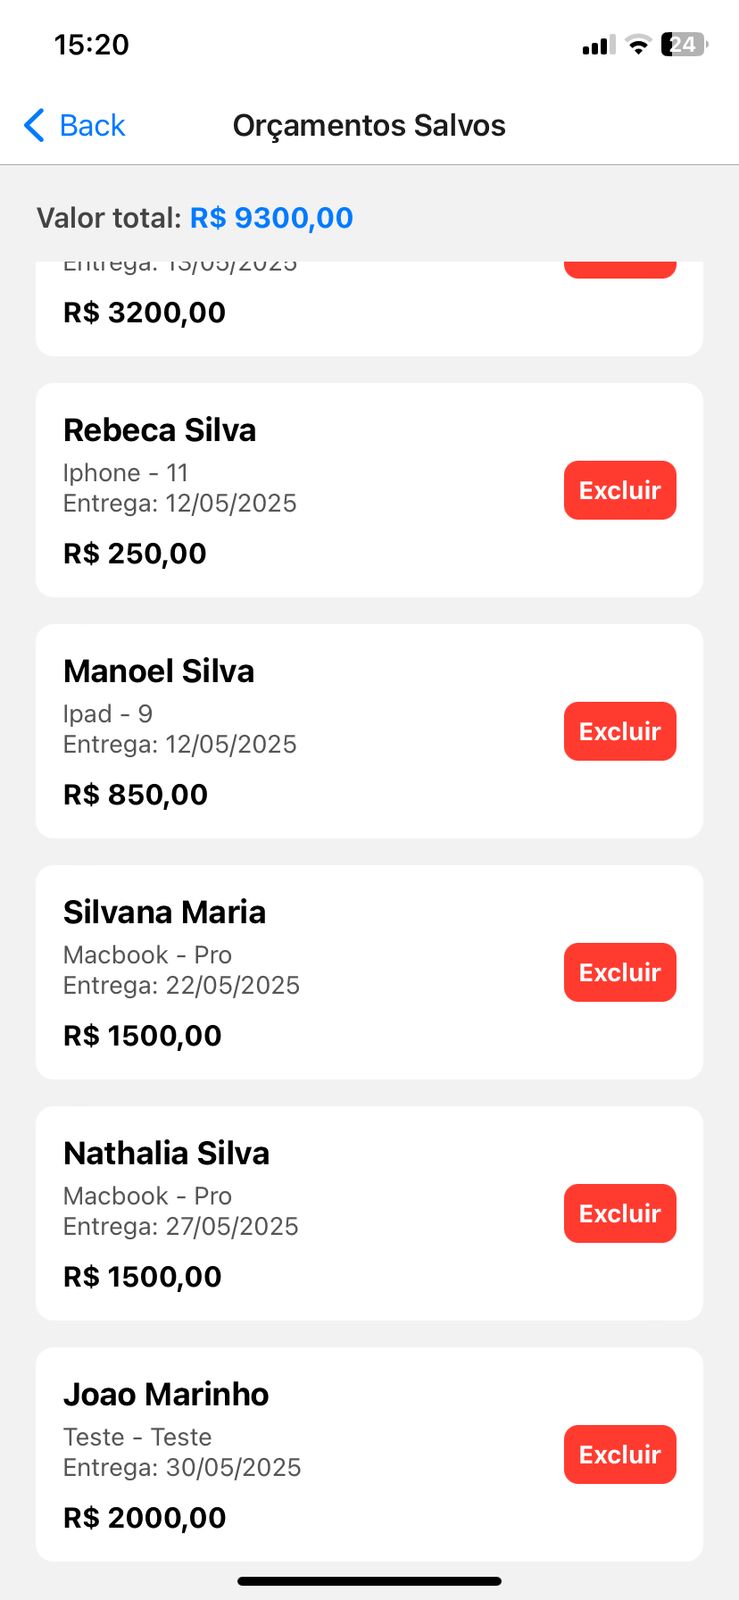 15:20
24
Back
Orçamentos Salvos
Valor total: R$ 9300,00
Entrega: 13/05/2025
R$ 3200,00
Rebeca Silva
Iphone - 11
Entrega: 12/05/2025
Excluir
R$ 250,00
Manoel Silva
Ipad - 9
Entrega: 12/05/2025
Excluir
R$ 850,00
Silvana Maria
Macbook - Pro
Entrega: 22/05/2025
Excluir
R$ 1500,00
Nathalia Silva
Macbook - Pro
Entrega: 27/05/2025
Excluir
R$ 1500,00
Joao Marinho
Teste - Teste
Entrega: 30/05/2025
Excluir
R$ 2000,00